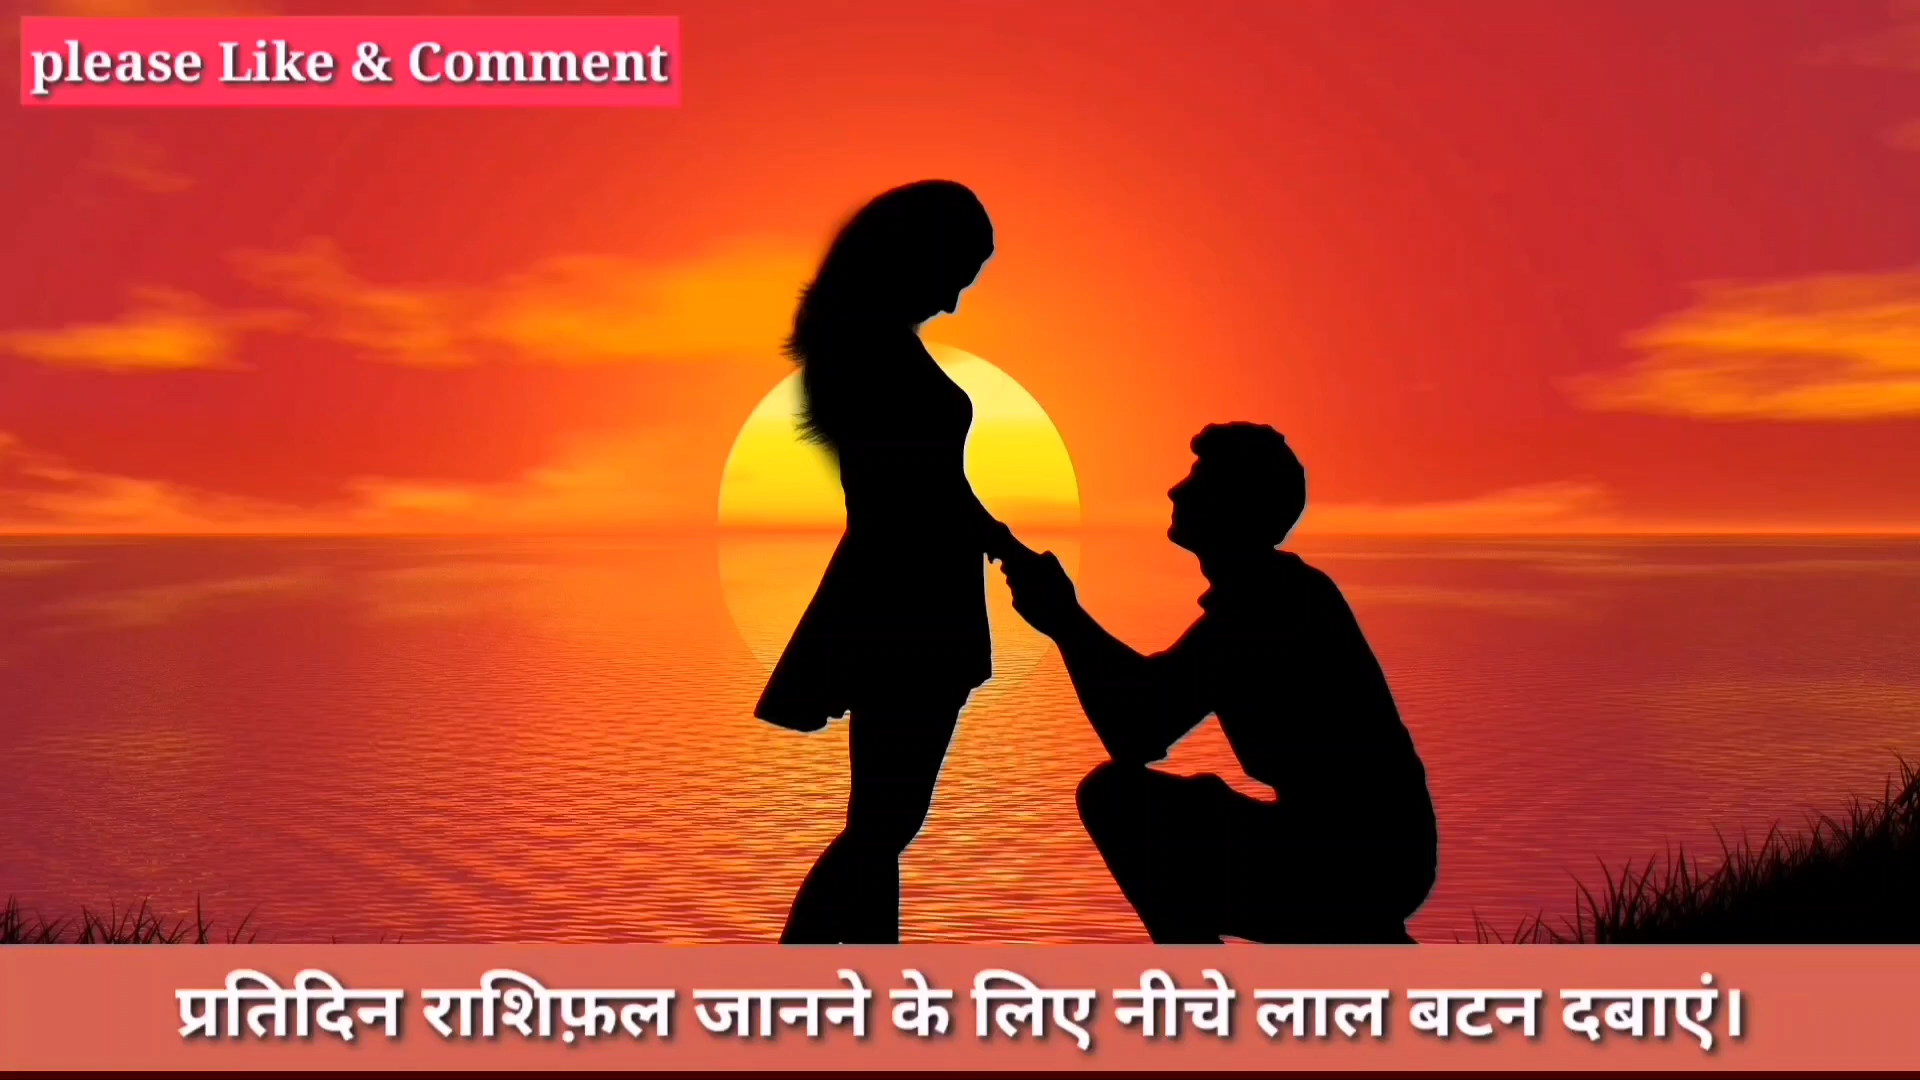 please Like & Comment
प्रतिदिन राशिफ़ल जानने के लिए नीचे लाल बटन दबाएं।